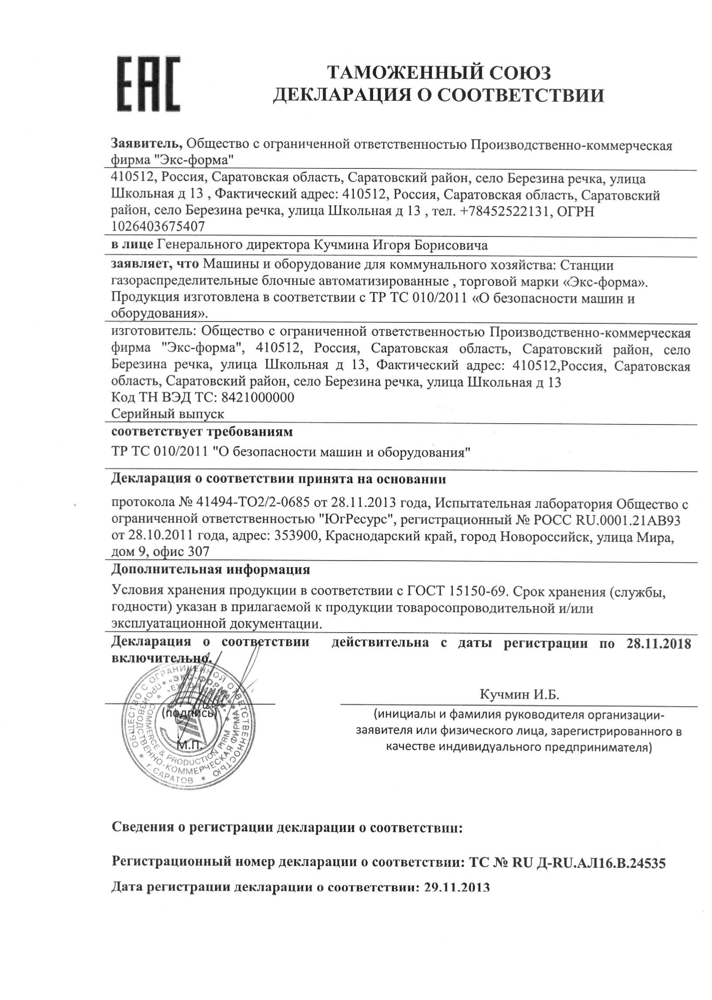 EAC
ТАМОЖЕННЫЙ СОЮЗ
ДЕКЛАРАЦИЯ О СООТВЕТСТВИИ
Заявитель, Общество с ограниченной ответственностью Производственно-коммерческая
фирма "Экс-форма"
410512, Россия, Саратовская область, Саратовский район, село Березина речка, улица
Школьная д 13 , Фактический адрес: 410512, Россия, Саратовская область, Саратовский
район, село Березина речка, улица Школьная д 13 , тел. +78452522131, ОГРН
1026403675407
в лице Генерального директора Кучмина Игоря Борисовича
заявляет, что Машины и оборудование для коммунального хозяйства: Станции
газораспределительные блочные автоматизированные , торговой марки «Экс-форма».
Продукция изготовлена в соответствии с ТР ТС 010/2011 «О безопасности машин и
оборудования».
изготовитель: Общество с ограниченной ответственностью Производственно-коммерческая
фирма "Экс-форма", 410512, Россия, Саратовская область, Саратовский район, село
Березина речка, улица Школьная д 13, Фактический адрес: 410512,Россия, Саратовская
область, Саратовский район, село Березина речка, улица Школьная д 13
Код ТН ВЭД ТС: 8421000000
Серийный выпуск
соответствует требованиям
ТР ТС 010/2011 "О безопасности машин и оборудования"
Декларация о соответствии принята на основании
протокола № 41494-ТО2/2-0685 от 28.11.2013 года, Испытательная лаборатория Общество с
ограниченной ответственностью "ЮгРесурс", регистрационный № РОСС RU.0001.21АВ93
от 28.10.2011 года, адрес: 353900, Краснодарский край, город Новороссийск, улица Мира,
дом 9, офис 307
Дополнительная информация
Условия хранения продукции в соответствии с ГОСТ 15150-69. Срок хранения (службы,
годности) указан в прилагаемой к продукции товаросопроводительной и/или
эксплуатационной документации.
Декларация о соответствии действительна с даты регистрации по 28.11.2018
включительно.
ОБЩЕСТВО С ОГРАНИЧЕННОЙ ОТВЕТСТВЕННОСТЬЮ
* г.САРАТОВ *
ПРОИЗВОДСТВЕННО-КОММЕРЧЕСКАЯ ФИРМА * «ЭКС-ФОРМА» *
COMMERCE & PRODUCTION FIRM
Кучмин И.Б.
(подпись)
М.П.
(инициалы и фамилия руководителя организации-
заявителя или физического лица, зарегистрированного в
качестве индивидуального предпринимателя)
Сведения о регистрации декларации о соответствии:
Регистрационный номер декларации о соответствии: ТС № RU Д-RU.АЛ16.В.24535
Дата регистрации декларации о соответствии: 29.11.2013